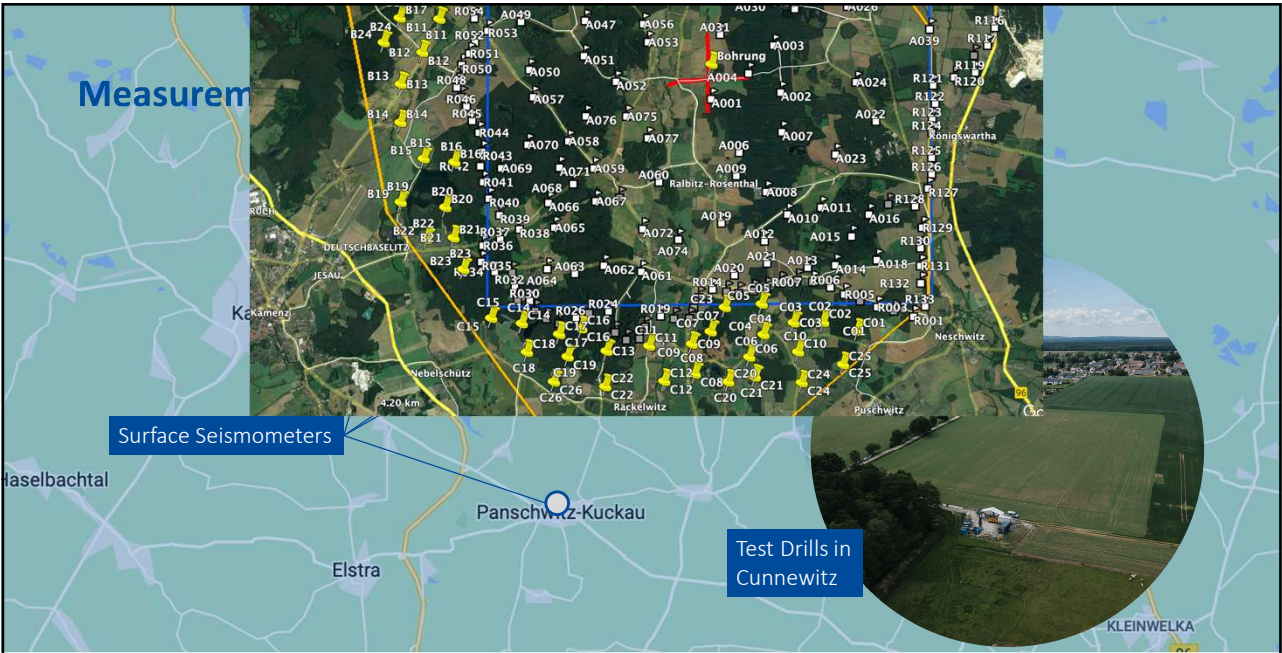 Measurem
B17
R054
A049
A047
A056
A030
A026
R116
B24
B11
B11
R052
R053
A053
A031
A003
A039
R117
B24
B12
B12
R051
R050
A051
Bohrung
R119
R120
B13
B13
R048
A050
A052
A004
A024
R121
R046
A057
A001
A002
R122
B14
B14
R045
A076
A075
A022
R123
R124
R044
A058
A077
A007
Königswartha
B15
B15
B16
B16
R043
A070
A006
A023
R125
R042
A069
A071
A059
A060
A009
R126
R041
A068
Ralbitz-Rosenthal
A008
R127
B19
B19
B20
B20
R040
A066
A067
A011
R128
R039
A019
A010
A016
B22
B22
B21
B21
R037
R038
A065
A072
A012
A015
R129
DEUTSCHBASELITZ
R036
A074
R130
JESAU
B23
B23
R034
R035
A063
A062
A061
A021
A013
A014
A018
R131
R032
A064
A020
R007
R006
R132
R030
R014
C05
R005
R133
Kamenz
C15
C14
R026
R024
R019
C23
C05
C03
C02
R003
R001
C15
C14
C17
C16
C11
C07
C07
C04
C04
C03
C02
C01
C01
Neschwitz
C18
C17
C16
C13
C11
C09
C09
C06
C10
C10
C18
C19
C08
C06
C25
Nebelschütz
C19
C22
C12
C08
C20
C21
C24
C25
4.20 km
C26
C26
C22
C12
C20
C21
C24
Räckelwitz
Puschwitz
96
Surface Seismometers
Haselbachtal
Panschwitz-Kuckau
Test Drills in
Cunnewitz
Elstra
KLEINWELKA
96